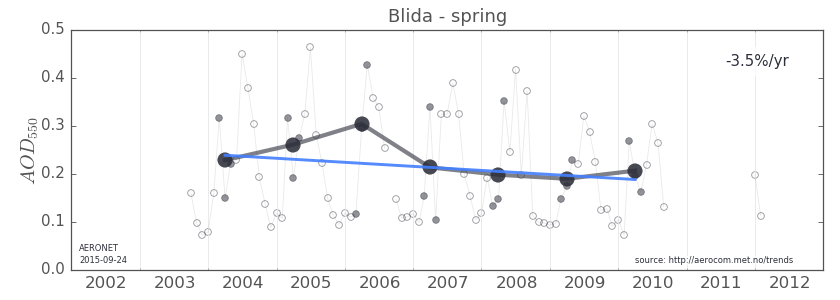 Blida - spring
0.5
0.4
0.3
0.2
0.1
0.0
AOD550
-3.5%/yr
AERONET
2015-09-24
source: http://aerocom.met.no/trends
2002 2003 2004 2005 2006 2007 2008 2009 2010 2011 2012